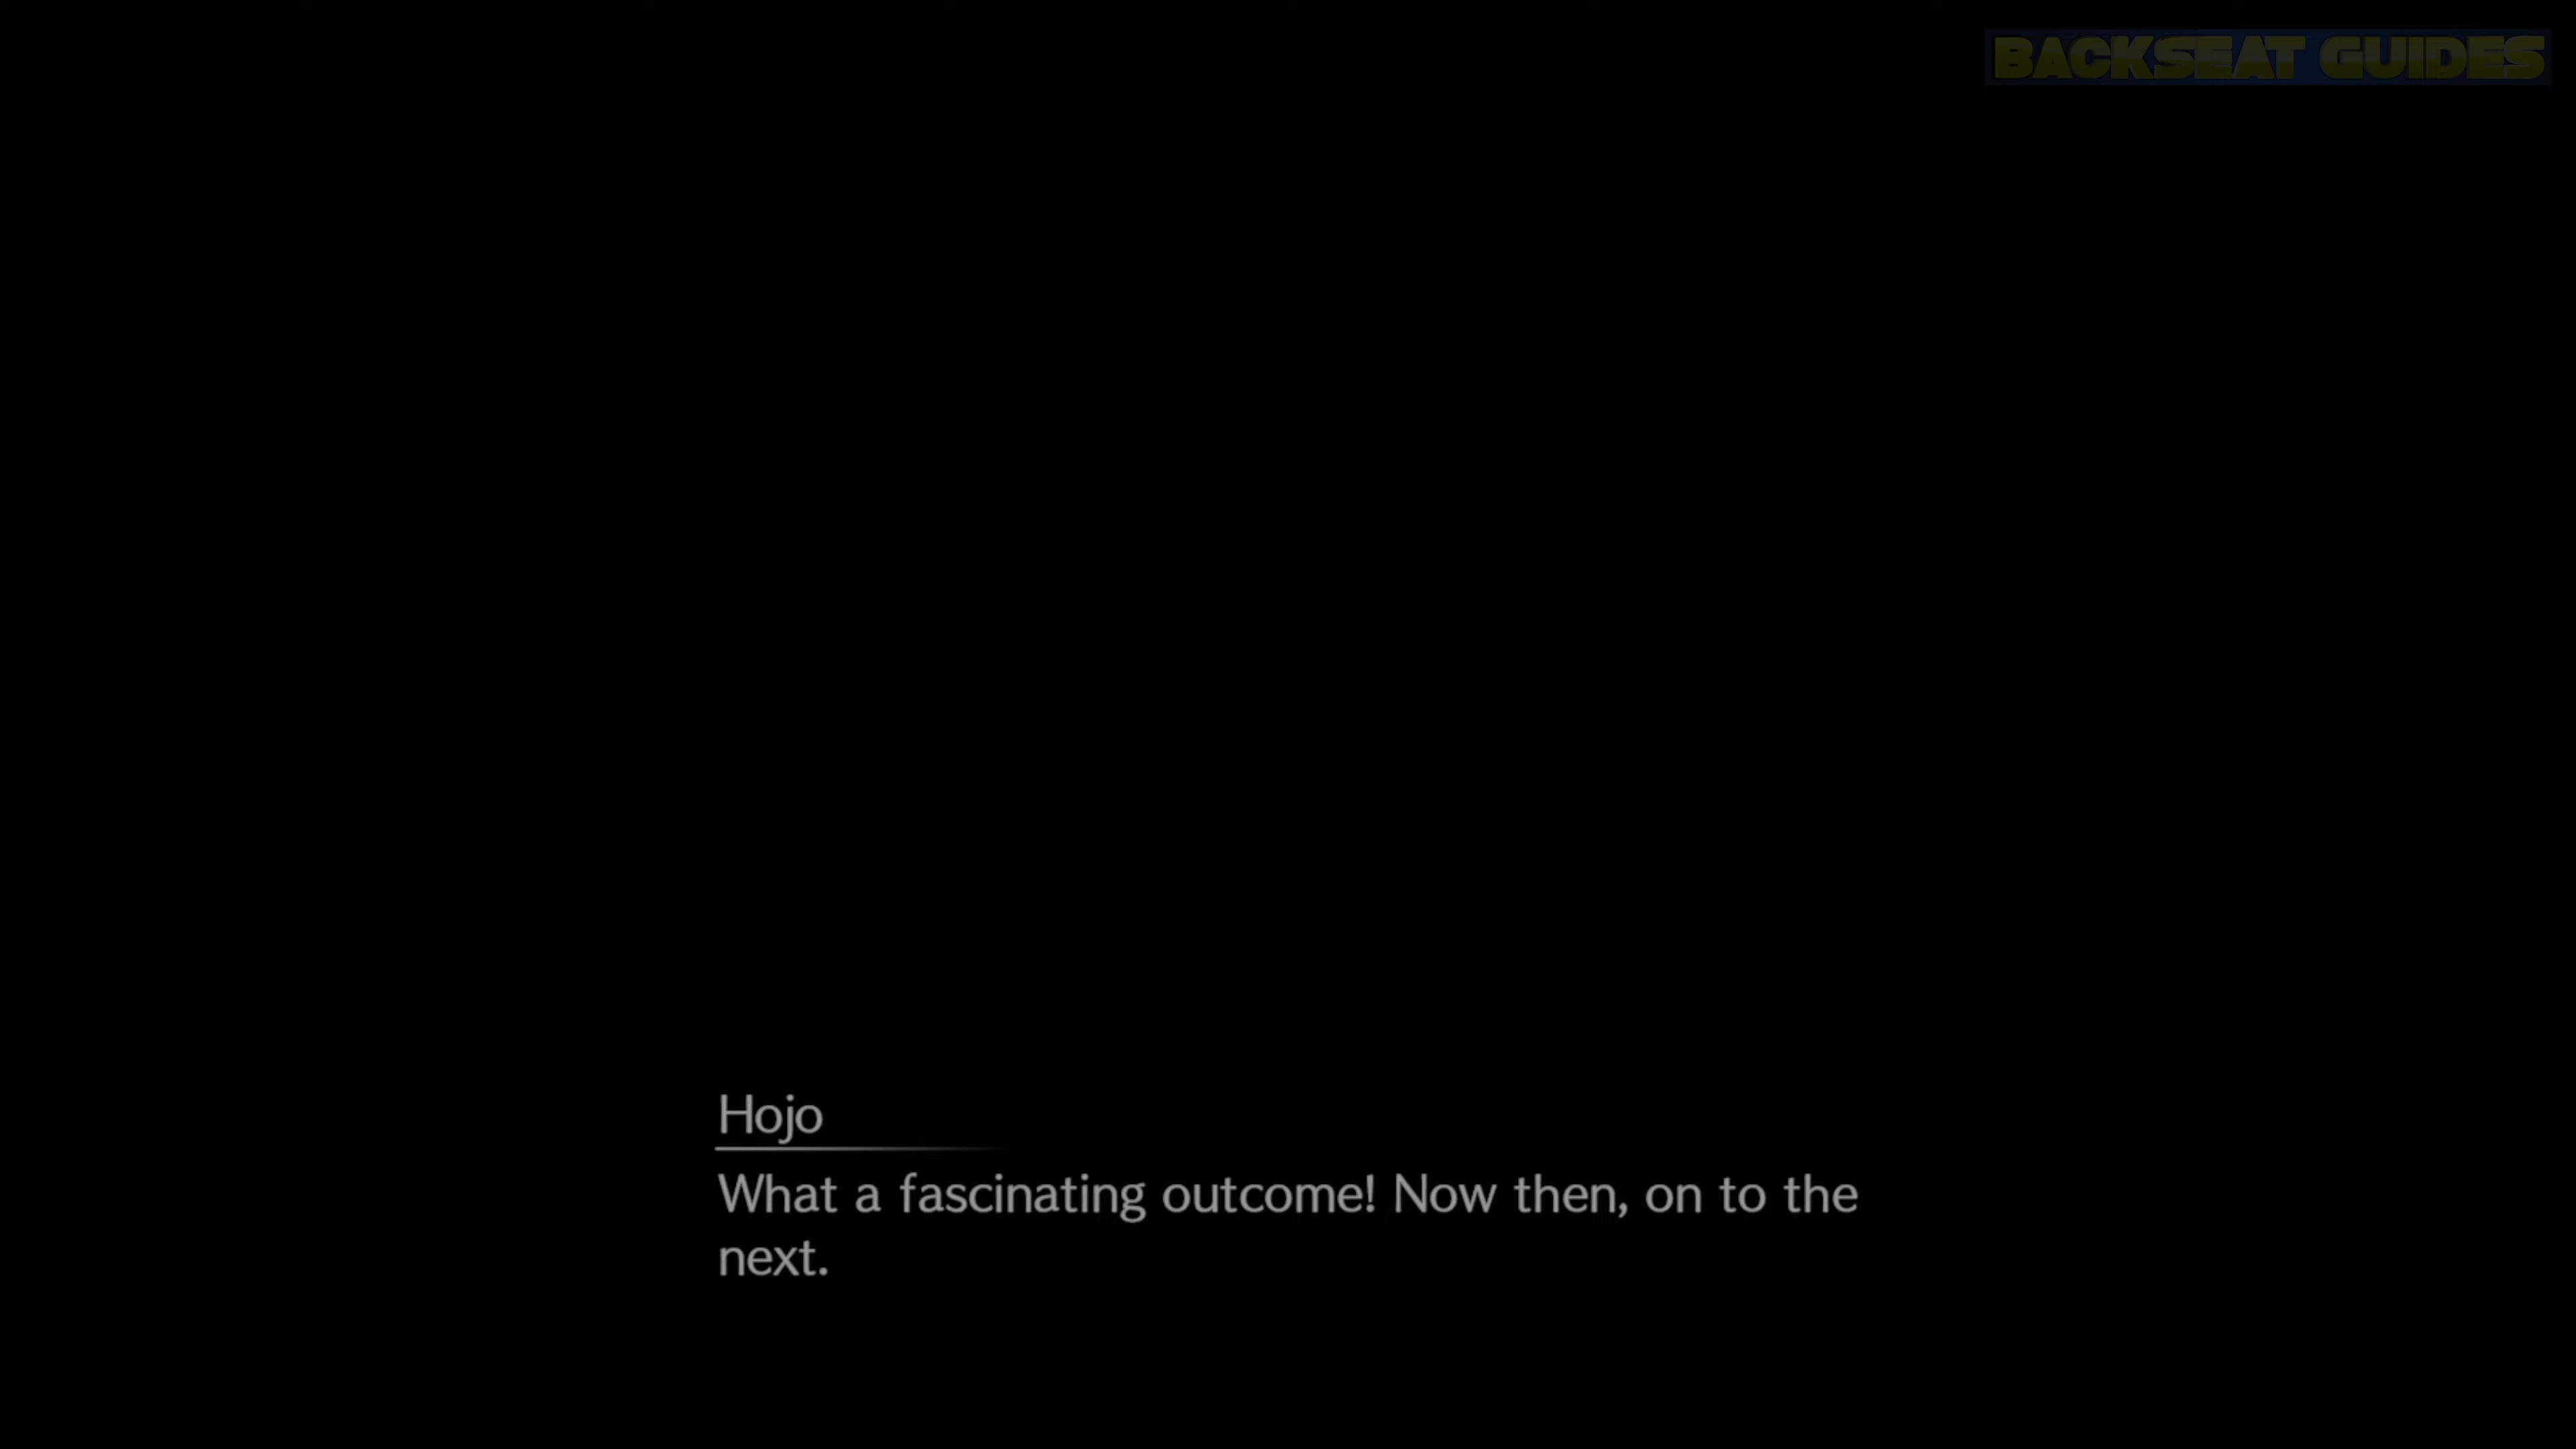 BACKSEAT GUIDES
Hojo
What a fascinating outcome! Now then, on to the
next.